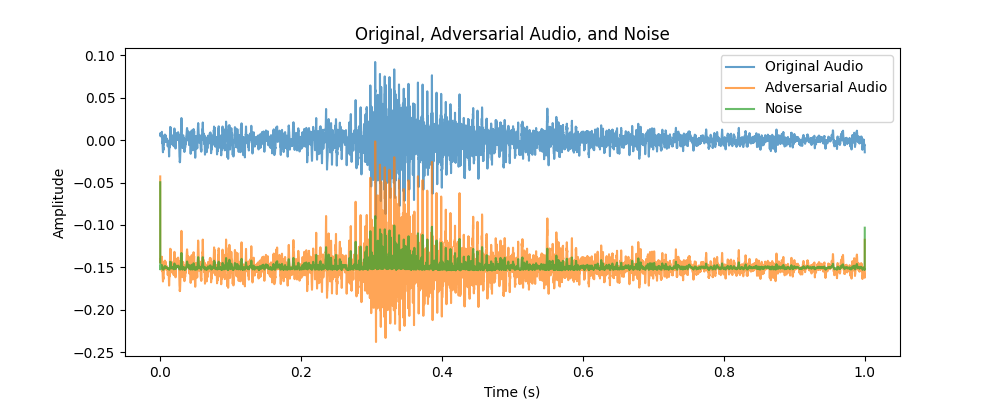 Original, Adversarial Audio, and Noise
Original Audio
Adversarial Audio
Noise
Amplitude
0.10
0.05
0.00
−0.05
−0.10
−0.15
−0.20
−0.25
0.0 0.2 0.4 0.6 0.8 1.0
Time (s)